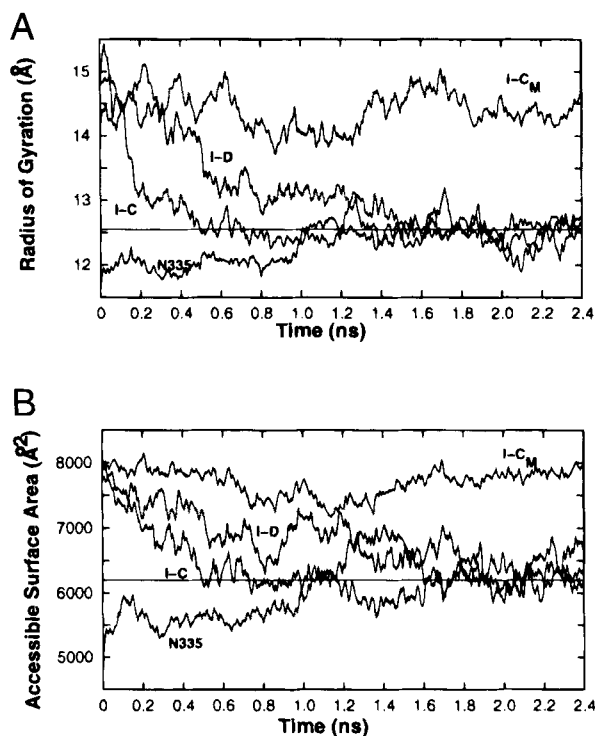 A
Radius of Gyration (Å)
15
14
13
12
I-C_M
I-D
I-C
N335
0 0.2 0.4 0.6 0.8 1.0 1.2 1.4 1.6 1.8 2.0 2.2 2.4
Time (ns)
B
Accessible Surface Area (Å²)
8000
7000
6000
5000
I-C_M
I-D
I-C
N335
0 0.2 0.4 0.6 0.8 1.0 1.2 1.4 1.6 1.8 2.0 2.2 2.4
Time (ns)